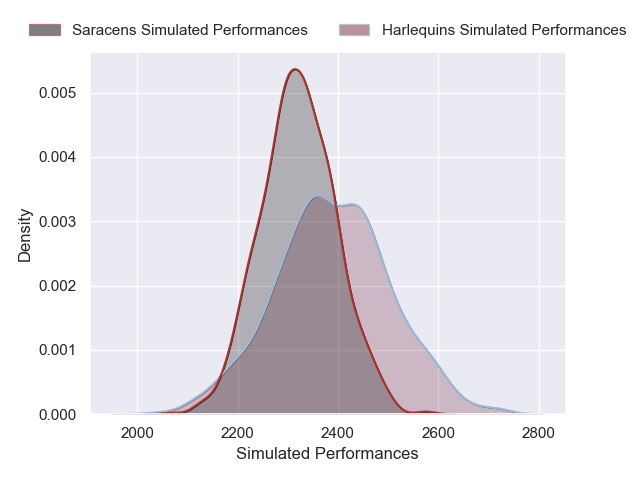 Saracens Simulated Performances Harlequins Simulated Performances
0.005
0.004
0.003
0.002
0.001
0.000
Density
2000 2200 2400 2600 2800
Simulated Performances